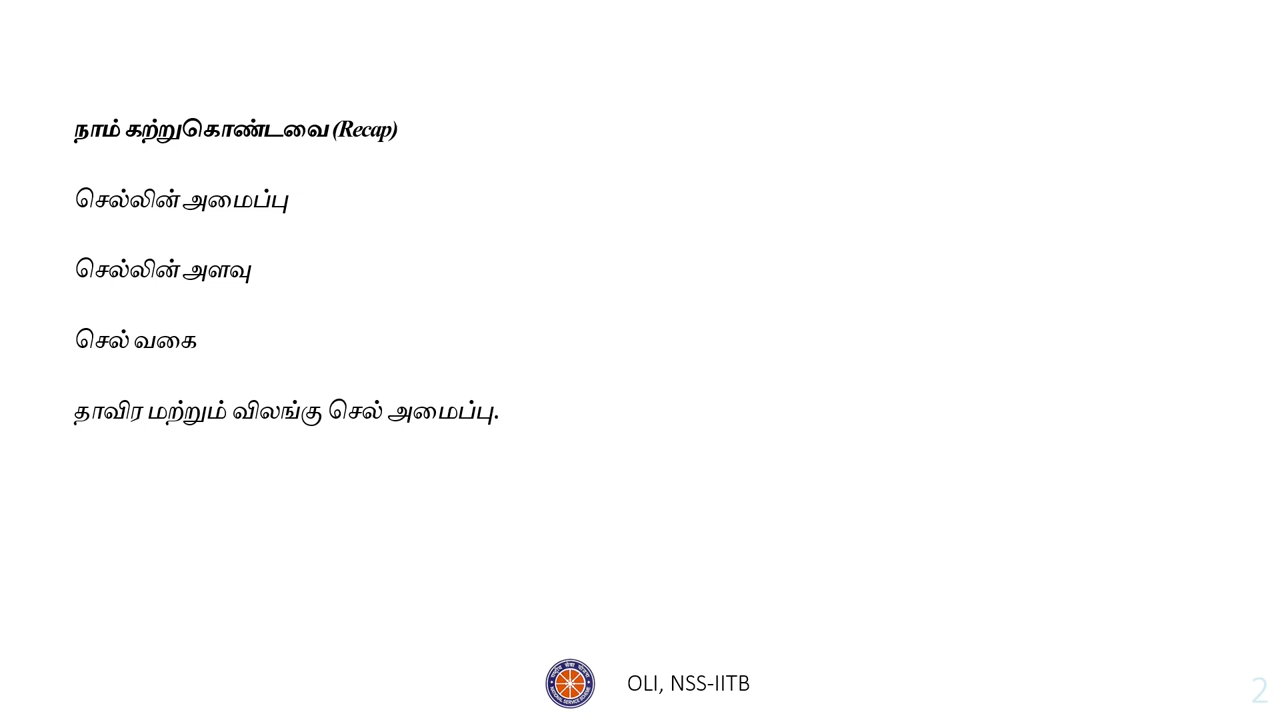 நாம் கற்றுகொண்டவை (Recap)
செல்லின் அமைப்பு
செல்லின் அளவு
செல் வகை
தாவிர மற்றும் விலங்கு செல் அமைப்பு.
OLI, NSS-IITB
2